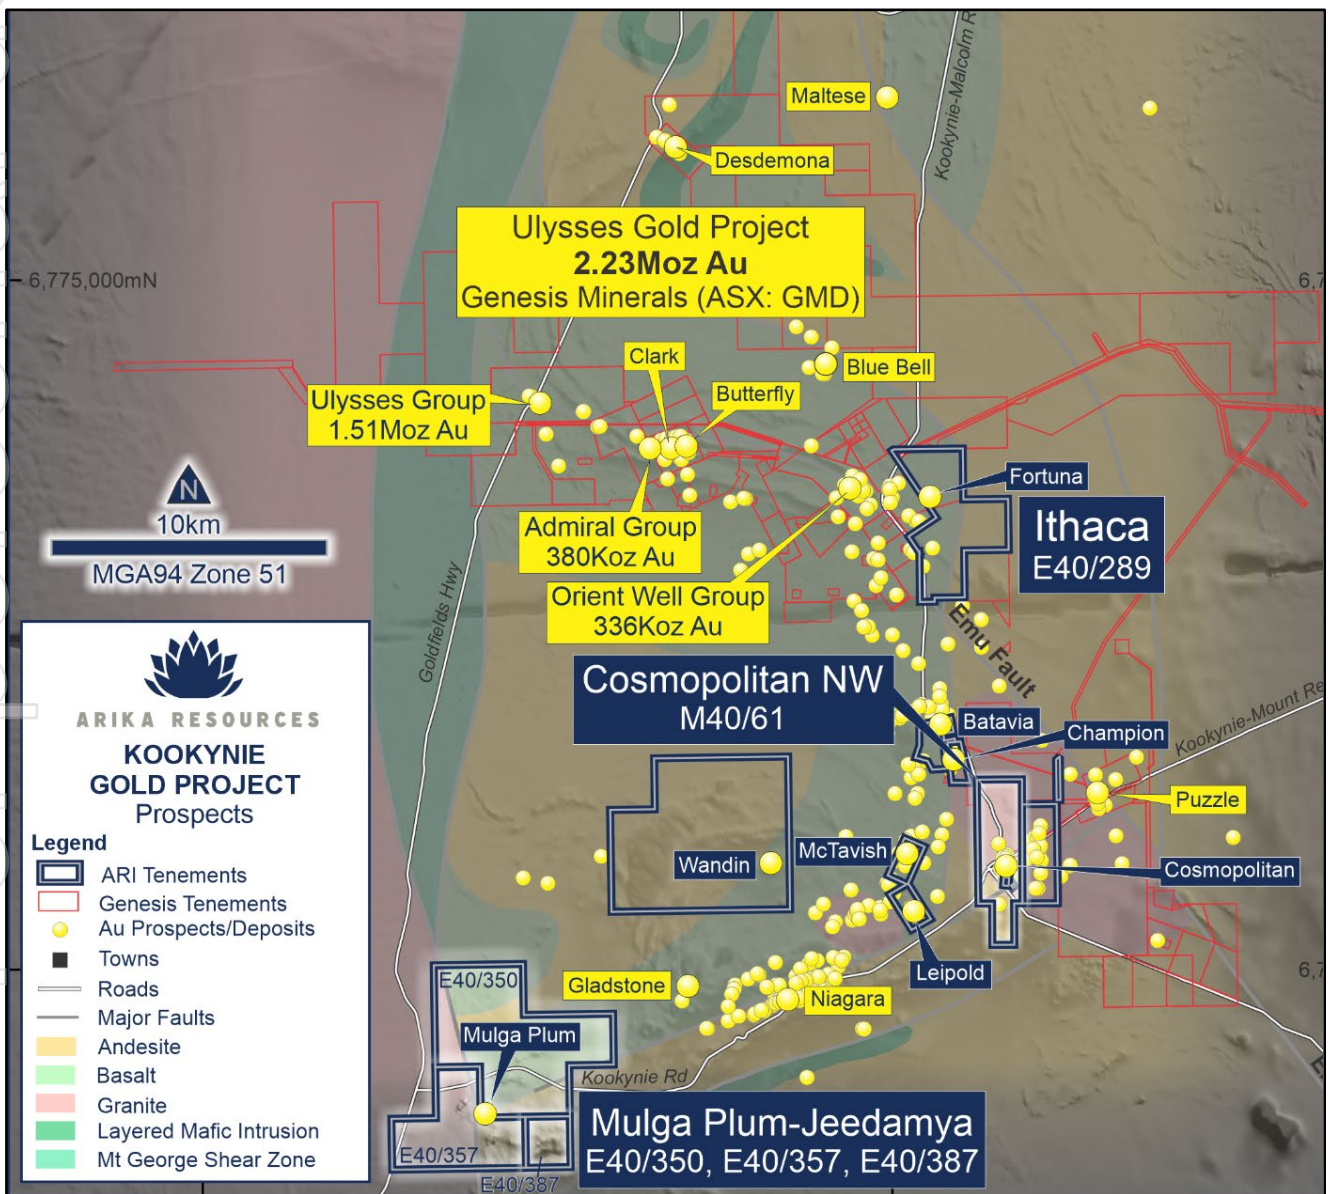 Kookynie-Malcolm R
Maltese
Desdemona
Ulysses Gold Project
2.23Moz Au
Genesis Minerals (ASX: GMD)
6,775,000mN
6,7
Clark
Blue Bell
Butterfly
Ulysses Group
1.51Moz Au
N
10km
MGA94 Zone 51
Fortuna
Ithaca
E40/289
Admiral Group
380Koz Au
Orient Well Group
336Koz Au
Goldfields Hwy
Emu Fault
Cosmopolitan NW
M40/61
Batavia
Champion
Kookynie-Mount Re
Puzzle
McTavish
Wandin
Cosmopolitan
Leipold
6,7
Gladstone
Niagara
E40/350
Mulga Plum
Kookynie Rd
Mulga Plum-Jeedamya
E40/350, E40/357, E40/387
E40/357
E40/387
ARIKA RESOURCES
KOOKYNIE
GOLD PROJECT
Prospects
Legend
ARI Tenements
Genesis Tenements
Au Prospects/Deposits
Towns
Roads
Major Faults
Andesite
Basalt
Granite
Layered Mafic Intrusion
Mt George Shear Zone